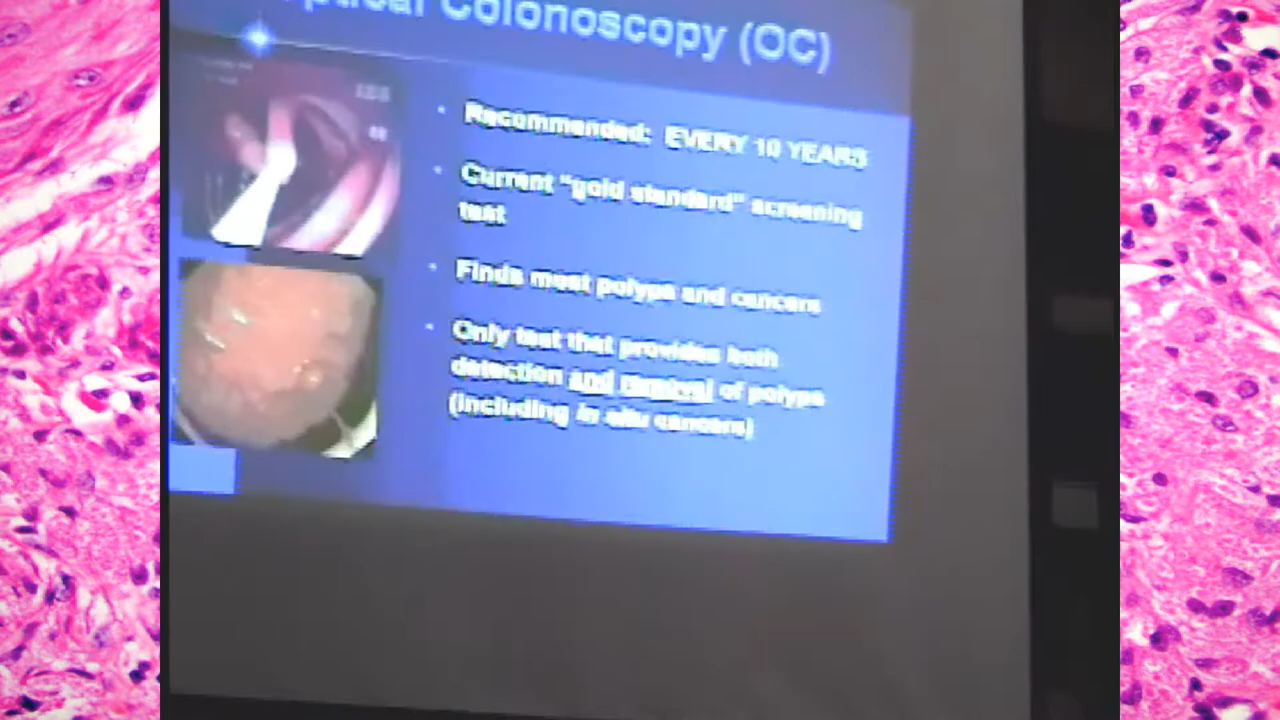 ptical Colonoscopy (OC)
• Recommended: EVERY 10 YEARS
• Current "gold standard" screening
test
• Finds most polyps and cancers
• Only test that provides both
detection and removal of polyps
(including in situ cancers)